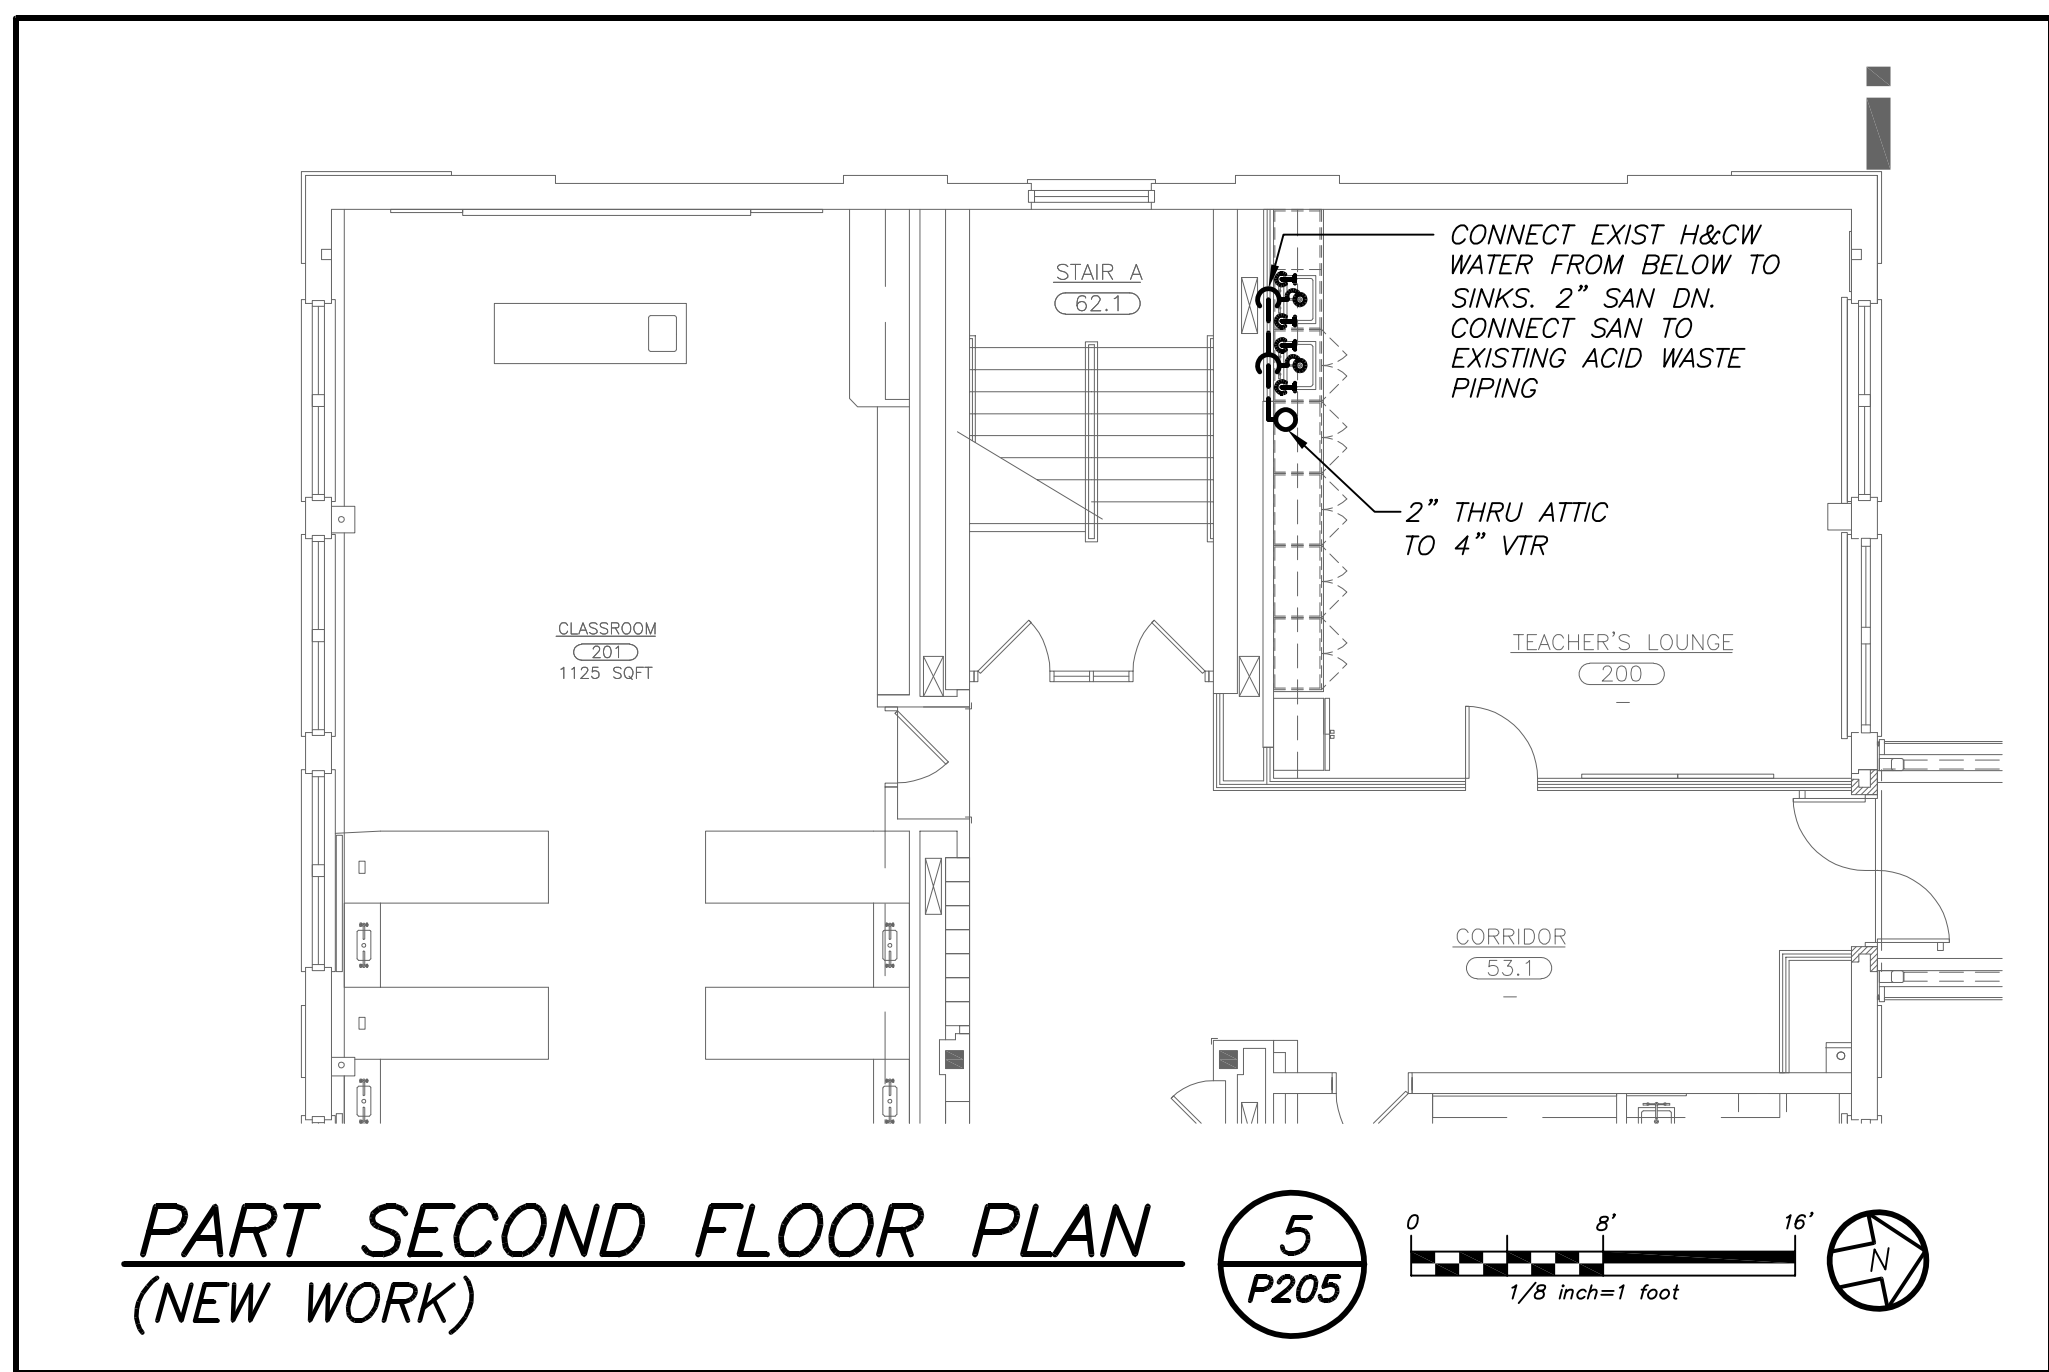 CONNECT EXIST H&CW
WATER FROM BELOW TO
SINKS. 2" SAN DN.
CONNECT SAN TO
EXISTING ACID WASTE
PIPING
STAIR A
62.1
2" THRU ATTIC
TO 4" VTR
CLASSROOM
201
1125 SQFT
TEACHER'S LOUNGE
200
CORRIDOR
53.1
PART SECOND FLOOR PLAN
(NEW WORK)
5
P205
0 8' 16'
1/8 inch=1 foot
N